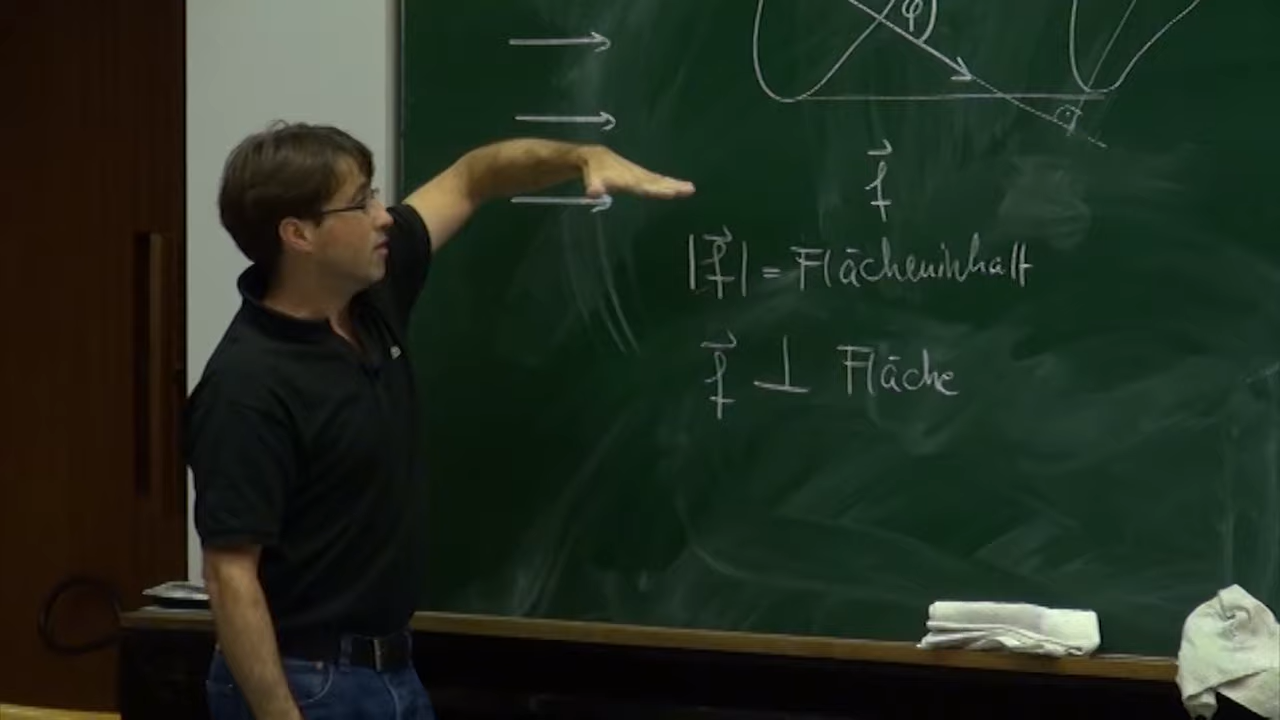 φ
f⃗
|f⃗| = Flächeninhalt
f⃗ ⊥ Fläche